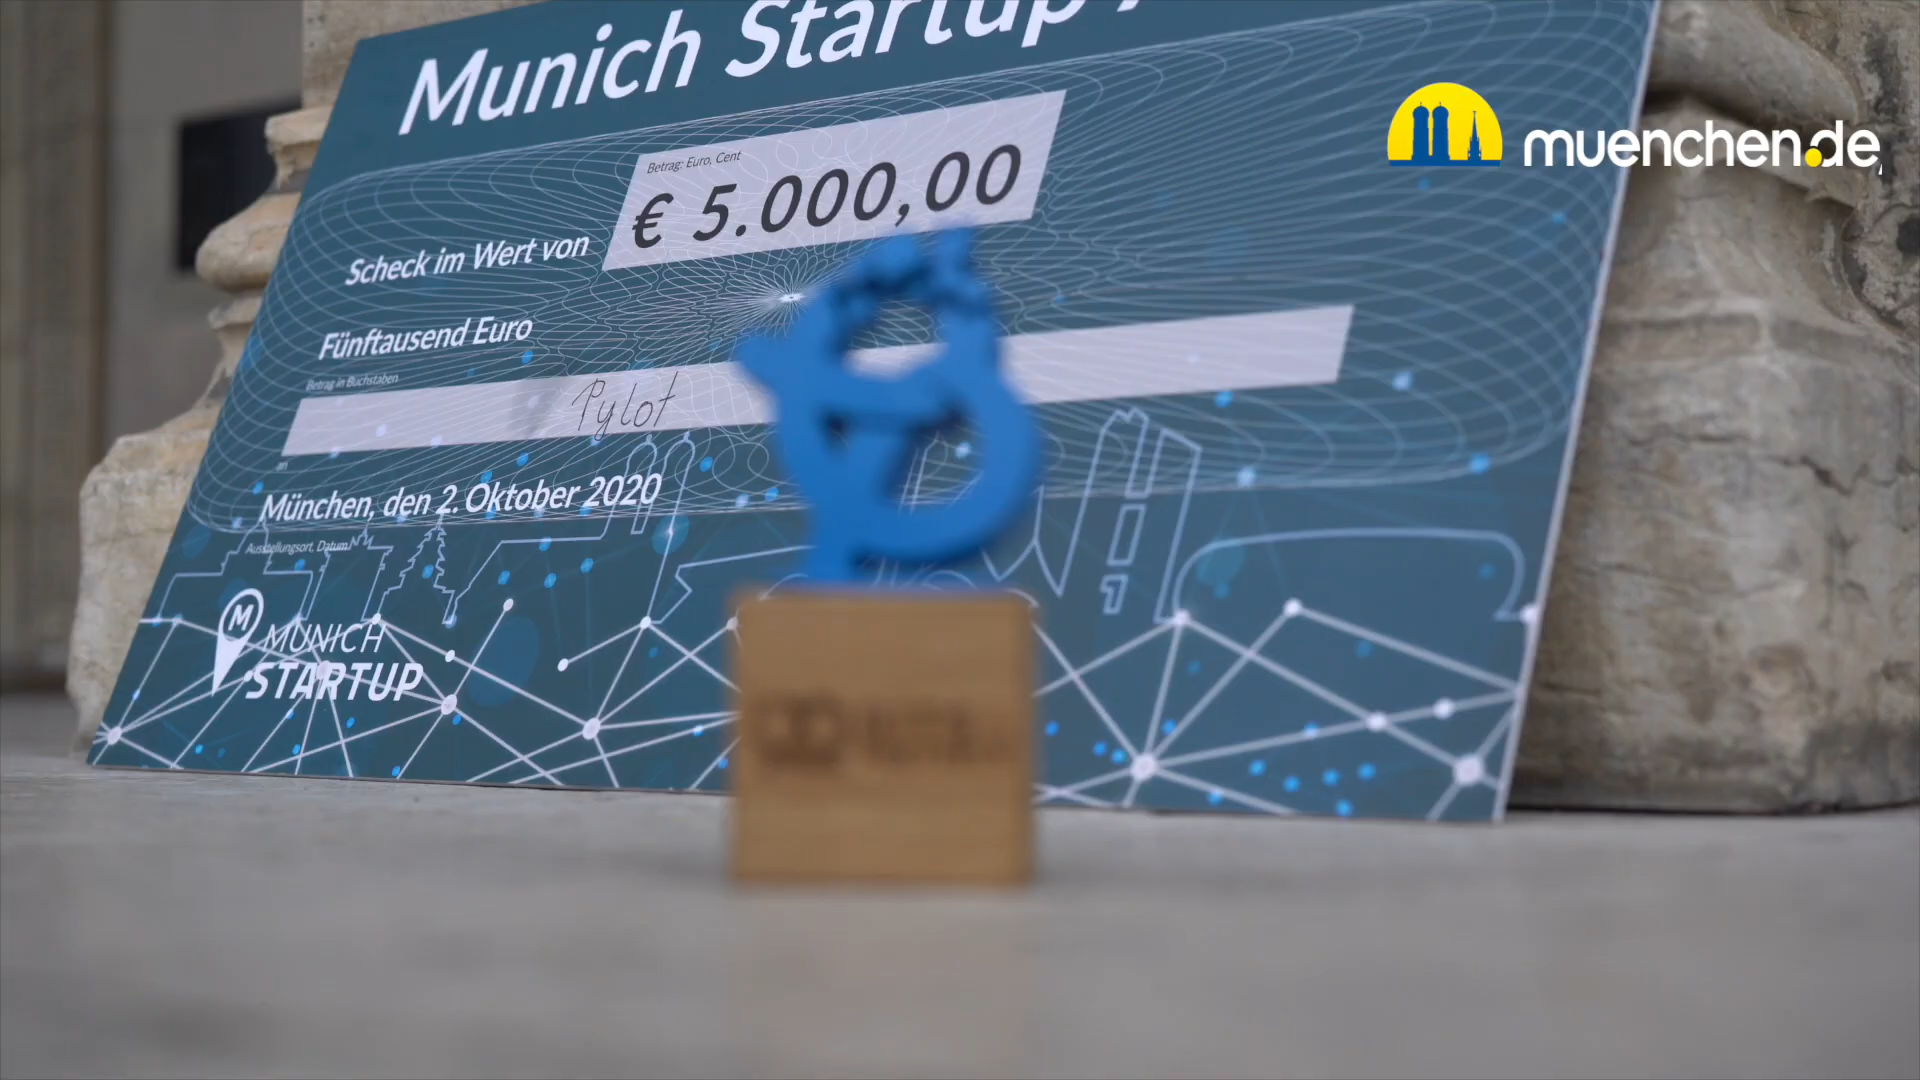 Munich Startup
muenchen.de
Betrag: Euro, Cent
€ 5.000,00
Scheck im Wert von
Fünftausend Euro
Betrag in Buchstaben
Pylot
an
München, den 2. Oktober 2020
Ausstellungsort, Datum
M
MUNICH
STARTUP